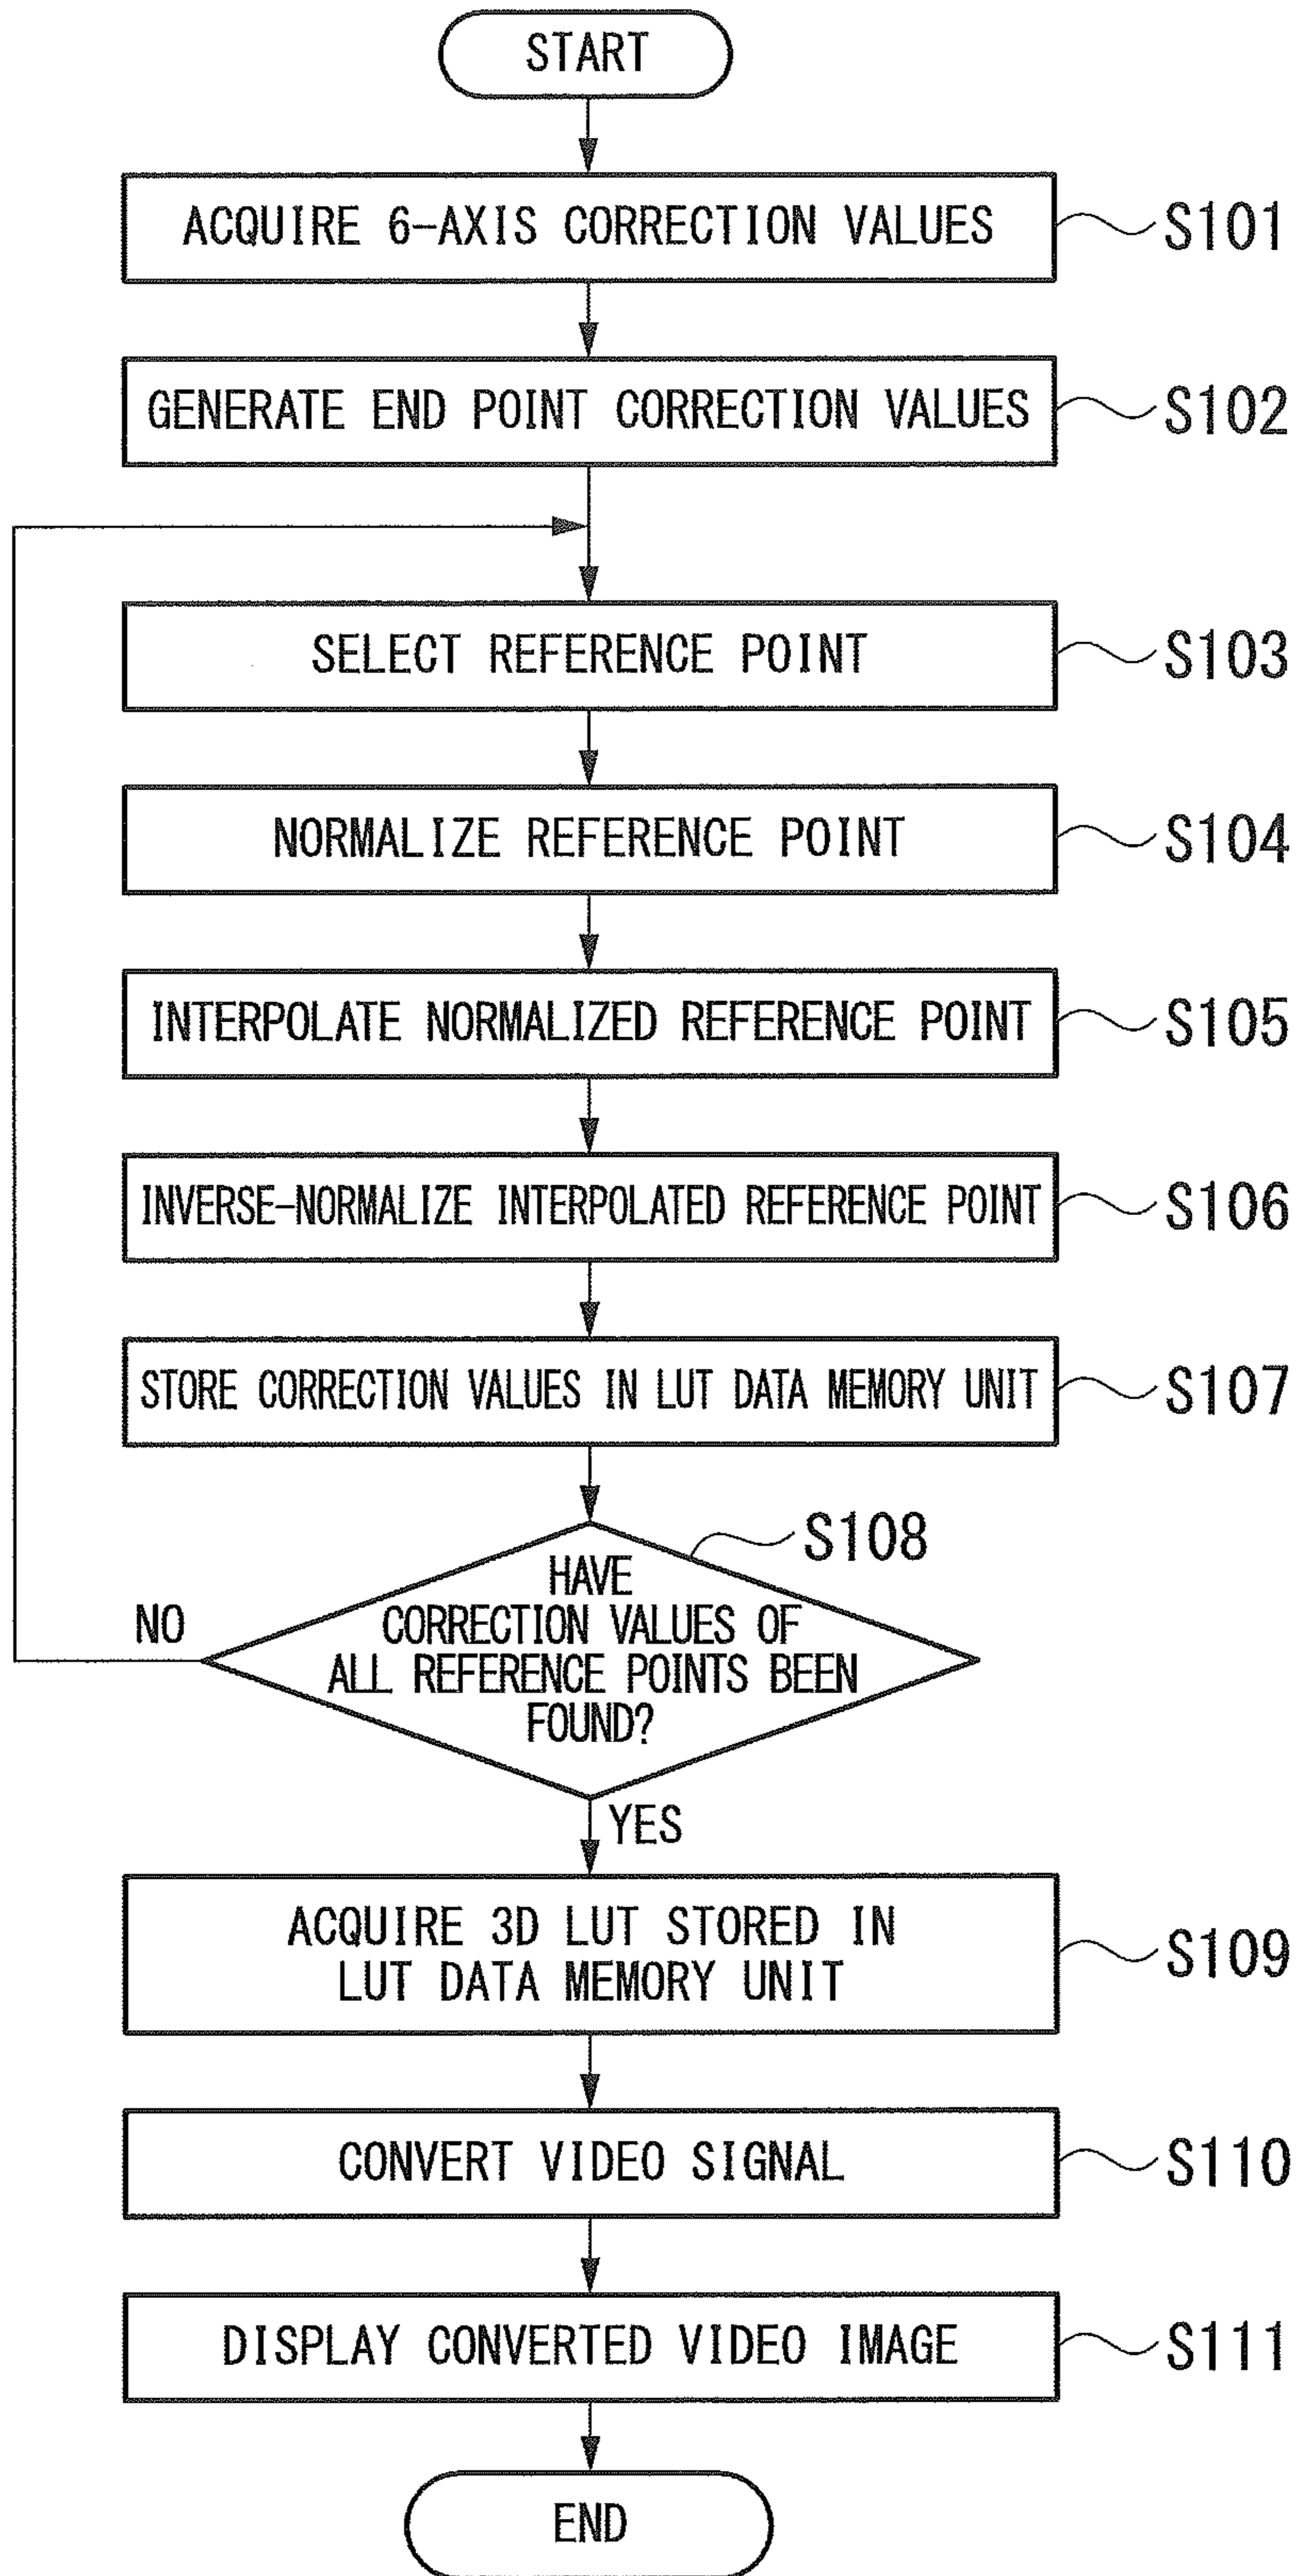 START
ACQUIRE 6-AXIS CORRECTION VALUES
S101
GENERATE END POINT CORRECTION VALUES
S102
SELECT REFERENCE POINT
S103
NORMALIZE REFERENCE POINT
S104
INTERPOLATE NORMALIZED REFERENCE POINT
S105
INVERSE-NORMALIZE INTERPOLATED REFERENCE POINT
S106
STORE CORRECTION VALUES IN LUT DATA MEMORY UNIT
S107
S108
HAVE
CORRECTION VALUES OF
ALL REFERENCE POINTS BEEN
FOUND?
NO
YES
ACQUIRE 3D LUT STORED IN
LUT DATA MEMORY UNIT
S109
CONVERT VIDEO SIGNAL
S110
DISPLAY CONVERTED VIDEO IMAGE
S111
END